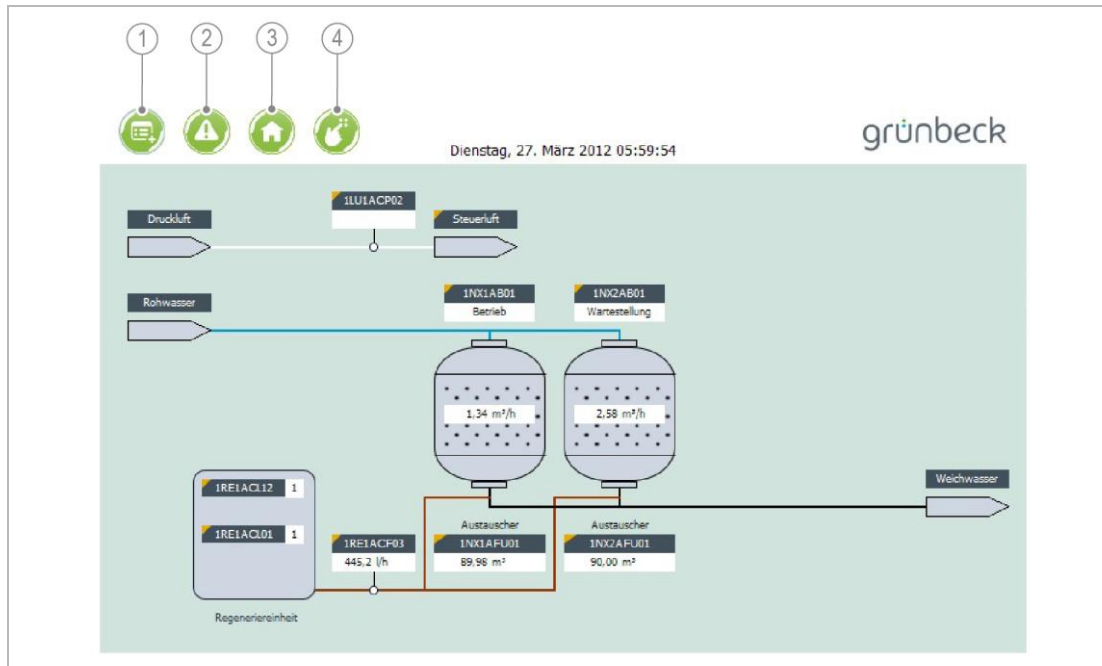 1 2 3 4
grünbeck
Dienstag, 27. März 2012 05:59:54
1LU1ACP02
Druckluft
Steuerluft
1NX1AB01 1NX2AB01
Betrieb Wartestellung
Rohwasser
1,34 m³/h 2,58 m³/h
Weichwasser
1RE1ACL12 1
1RE1ACL01 1
Austauscher Austauscher
1RE1ACF03 1NX1AFU01 1NX2AFU01
445,2 l/h 89,98 m³ 90,00 m³
Regeneriereinheit